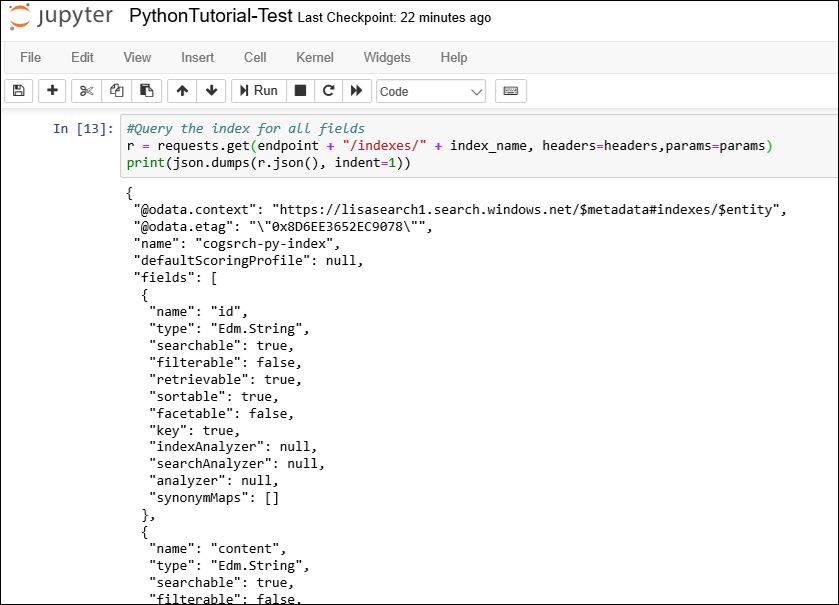 jupyter PythonTutorial-Test Last Checkpoint: 22 minutes ago
File Edit View Insert Cell Kernel Widgets Help
Run Code
In [13]: #Query the index for all fields
r = requests.get(endpoint + "/indexes/" + index_name, headers=headers,params=params)
print(json.dumps(r.json(), indent=1))
{
"@odata.context": "https://lisasearch1.search.windows.net/$metadata#indexes/$entity",
"@odata.etag": "\"0x8D6EE3652EC9078\"",
"name": "cogsrch-py-index",
"defaultScoringProfile": null,
"fields": [
{
"name": "id",
"type": "Edm.String",
"searchable": true,
"filterable": false,
"retrievable": true,
"sortable": true,
"facetable": false,
"key": true,
"indexAnalyzer": null,
"searchAnalyzer": null,
"analyzer": null,
"synonymMaps": []
},
{
"name": "content",
"type": "Edm.String",
"searchable": true,
"filterable": false,